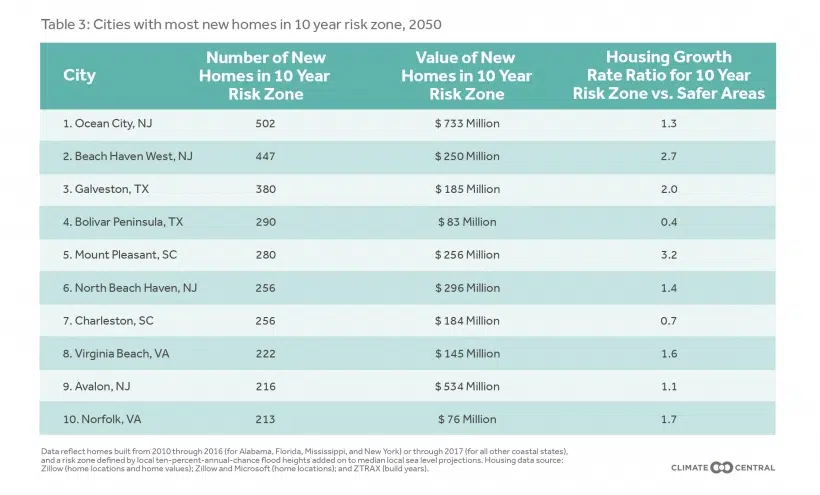 Table 3: Cities with most new homes in 10 year risk zone, 2050
City
Number of New
Homes in 10 Year
Risk Zone
Value of New
Homes in 10 Year
Risk Zone
Housing Growth
Rate Ratio for 10 Year
Risk Zone vs. Safer Areas
1. Ocean City, NJ 502 $ 733 Million 1.3
2. Beach Haven West, NJ 447 $ 250 Million 2.7
3. Galveston, TX 380 $ 185 Million 2.0
4. Bolivar Peninsula, TX 290 $ 83 Million 0.4
5. Mount Pleasant, SC 280 $ 256 Million 3.2
6. North Beach Haven, NJ 256 $ 296 Million 1.4
7. Charleston, SC 256 $ 184 Million 0.7
8. Virginia Beach, VA 222 $ 145 Million 1.6
9. Avalon, NJ 216 $ 534 Million 1.1
10. Norfolk, VA 213 $ 76 Million 1.7
Data reflect homes built from 2010 through 2016 (for Alabama, Florida, Mississippi, and New York) or through 2017 (for all other coastal states),
and a risk zone defined by local ten-percent-annual-chance flood heights added on to median local sea level projections. Housing data source:
Zillow (home locations and home values); Zillow and Microsoft (home locations); and ZTRAX (build years).
CLIMATE CENTRAL